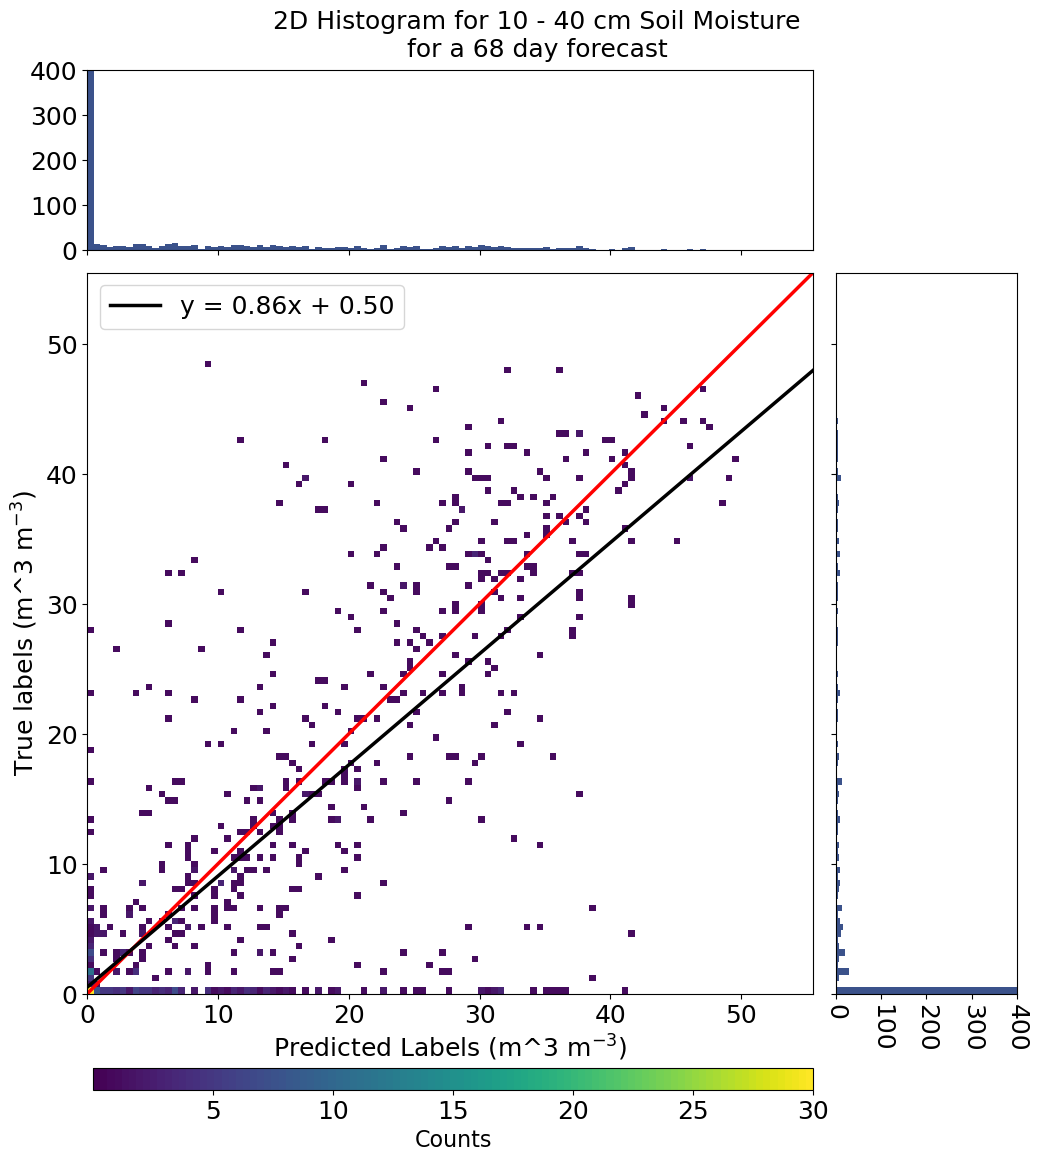 2D Histogram for 10 - 40 cm Soil Moisture
for a 68 day forecast
400
300
200
100
0
y = 0.86x + 0.50
50
40
30
20
10
0
True labels (m^3 m⁻³)
0 10 20 30 40 50
Predicted Labels (m^3 m⁻³)
0 100 200 300 400
5 10 15 20 25 30
Counts